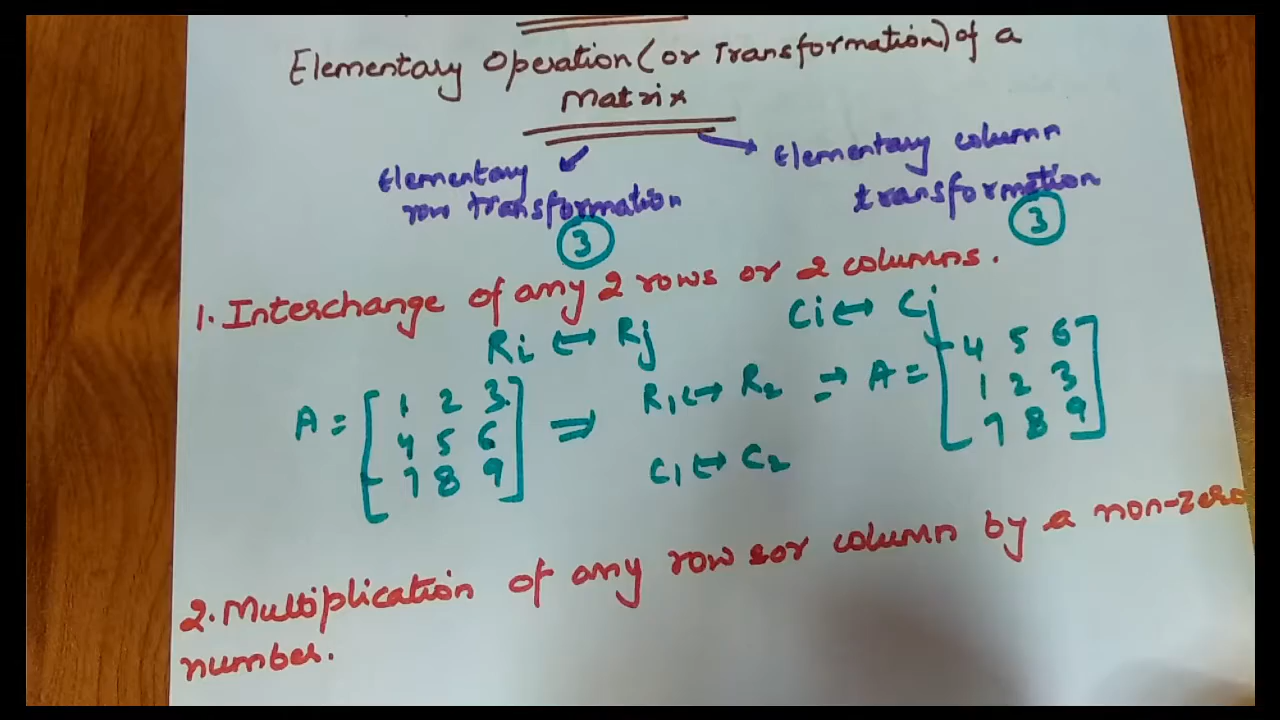 Elementary Operation (or Transformation) of a
Matrix
Elementary
row transformation
3
Elementary column
transformation
3
1. Interchange of any 2 rows or 2 columns.
Ri ↔ Rj
Ci ↔ Cj
A = [1 2 3
4 5 6
7 8 9]
⇒
R1 ↔ R2
C1 ↔ C2
⇒ A = [4 5 6
1 2 3
7 8 9]
2. Multiplication of any rows or column by a non-zero
number.